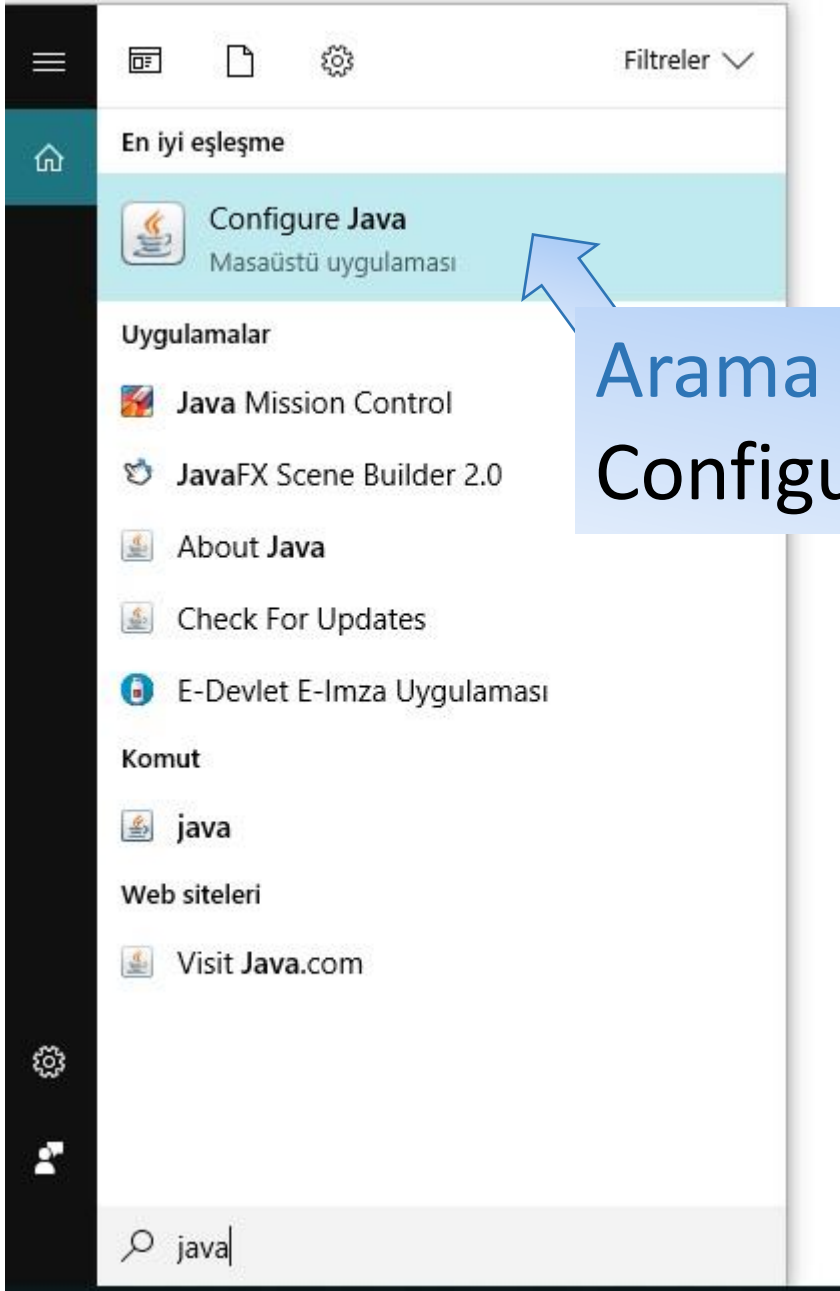 Filtreler
En iyi eşleşme
Configure Java
Masaüstü uygulaması
Uygulamalar
Arama
Java Mission Control
Configu
JavaFX Scene Builder 2.0
About Java
Check For Updates
E-Devlet E-Imza Uygulaması
Komut
java
Web siteleri
Visit Java.com
java